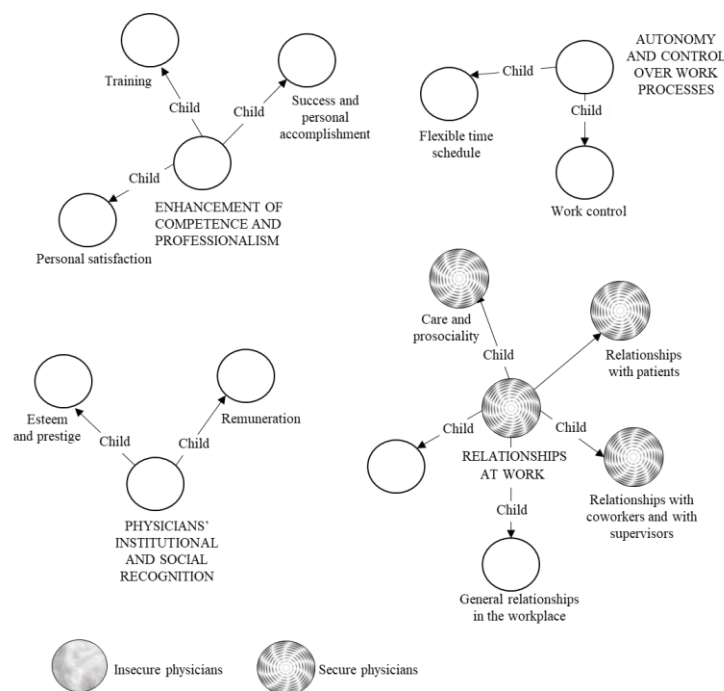 Training
Child
Child
Success and
personal
accomplishment
Child
ENHANCEMENT OF
COMPETENCE AND
PROFESSIONALISM
Personal satisfaction
AUTONOMY
AND CONTROL
OVER WORK
PROCESSES
Child
Child
Flexible time
schedule
Work control
Esteem
and prestige
Remuneration
Child
Child
PHYSICIANS'
INSTITUTIONAL
AND SOCIAL
RECOGNITION
Care and
prosociality
Child
Relationships
with patients
Child
Child
RELATIONSHIPS
AT WORK
Relationships with
coworkers and with
supervisors
Child
General relationships
in the workplace
Insecure physicians
Secure physicians